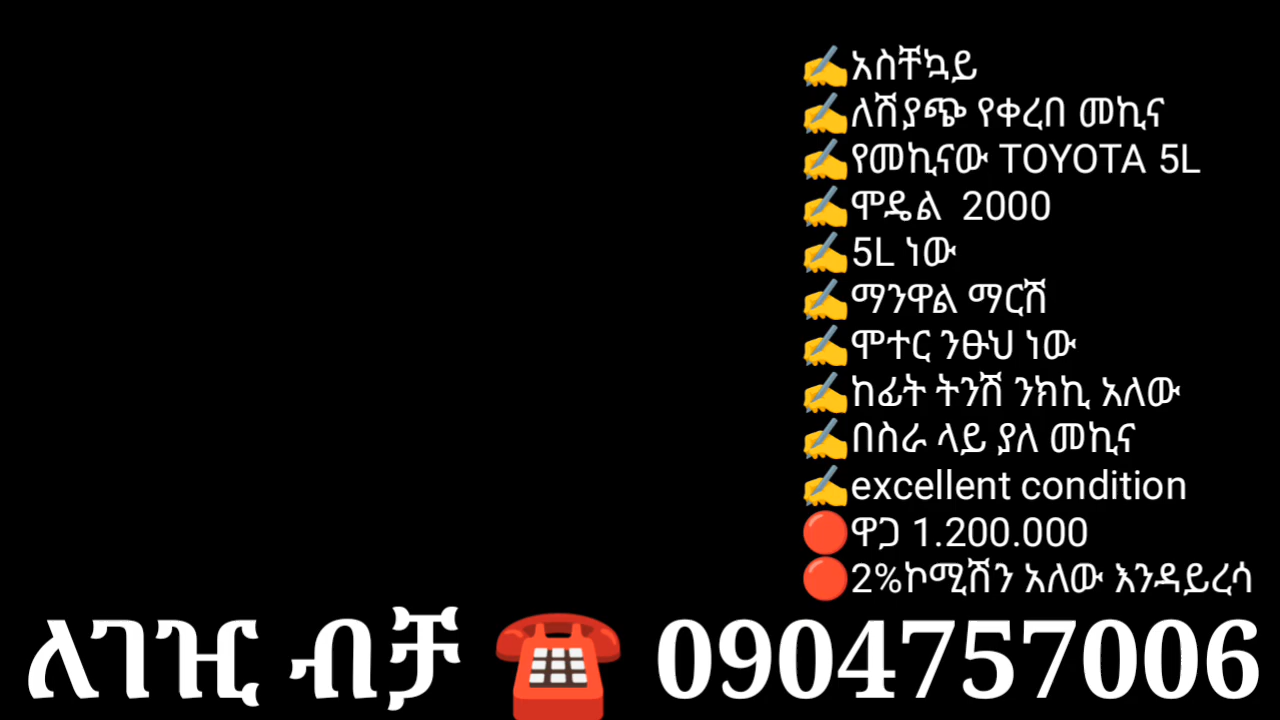 ✍️አስቸኳይ
✍️ለሽያጭ የቀረበ መኪና
✍️የመኪናው TOYOTA 5L
✍️ሞዴል 2000
✍️5L ነው
✍️ማንዋል ማርሽ
✍️ሞተር ንፁህ ነው
✍️ከፊት ትንሽ ንክኪ አለው
✍️በስራ ላይ ያለ መኪና
✍️excellent condition
🔴ዋጋ 1.200.000
🔴2%ኮሚሽን አለው እንዳይረሳ
ለገዢ ብቻ ☎️ 0904757006